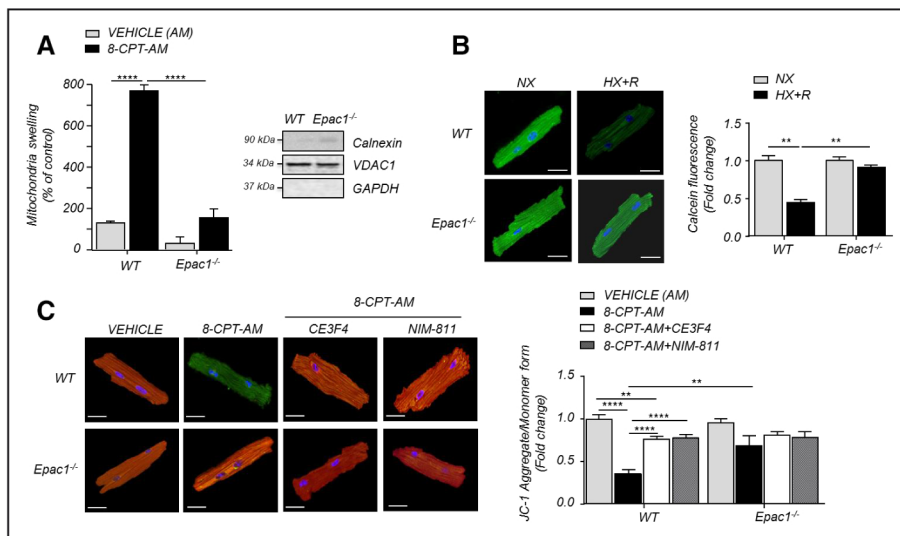 A
VEHICLE (AM)
8-CPT-AM
****
****
Mitochondria swelling
(% of control)
800
600
400
200
0
WT
Epac1-/-
WT Epac1-/-
90 kDa
Calnexin
34 kDa
VDAC1
37 kDa
GAPDH
B
NX
HX+R
WT
Epac1-/-
NX
HX+R
**
**
Calcein fluorescence
(Fold change)
1.5
1.0
0.5
0.0
WT
Epac1-/-
C
8-CPT-AM
VEHICLE
8-CPT-AM
CE3F4
NIM-811
WT
Epac1-/-
VEHICLE (AM)
8-CPT-AM
8-CPT-AM+CE3F4
8-CPT-AM+NIM-811
**
**
****
****
****
JC-1 Aggregate/Monomer form
(Fold change)
1.5
1.0
0.5
0.0
WT
Epac1-/-